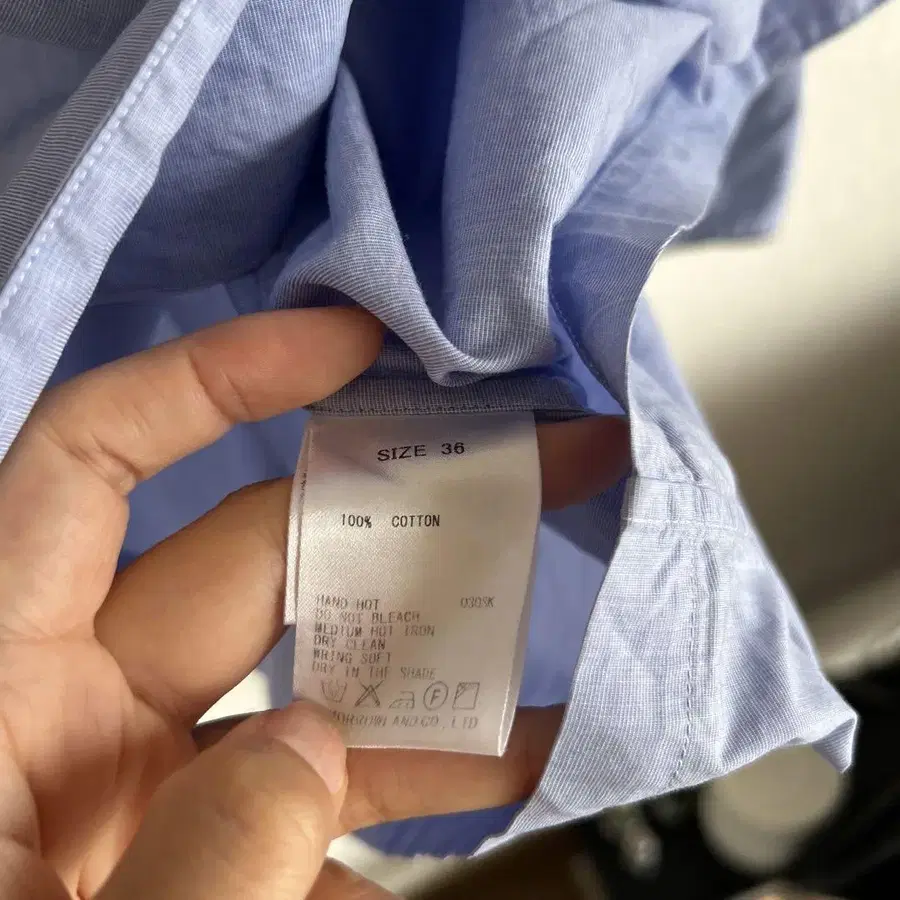 SIZE 36
100% COTTON
HAND HOT 030SK
DO NOT BLEACH
MEDIUM HOT IRON
DRY CLEAN
WRING SOFT
DRY IN THE SHADE
F
AND CO., LTD